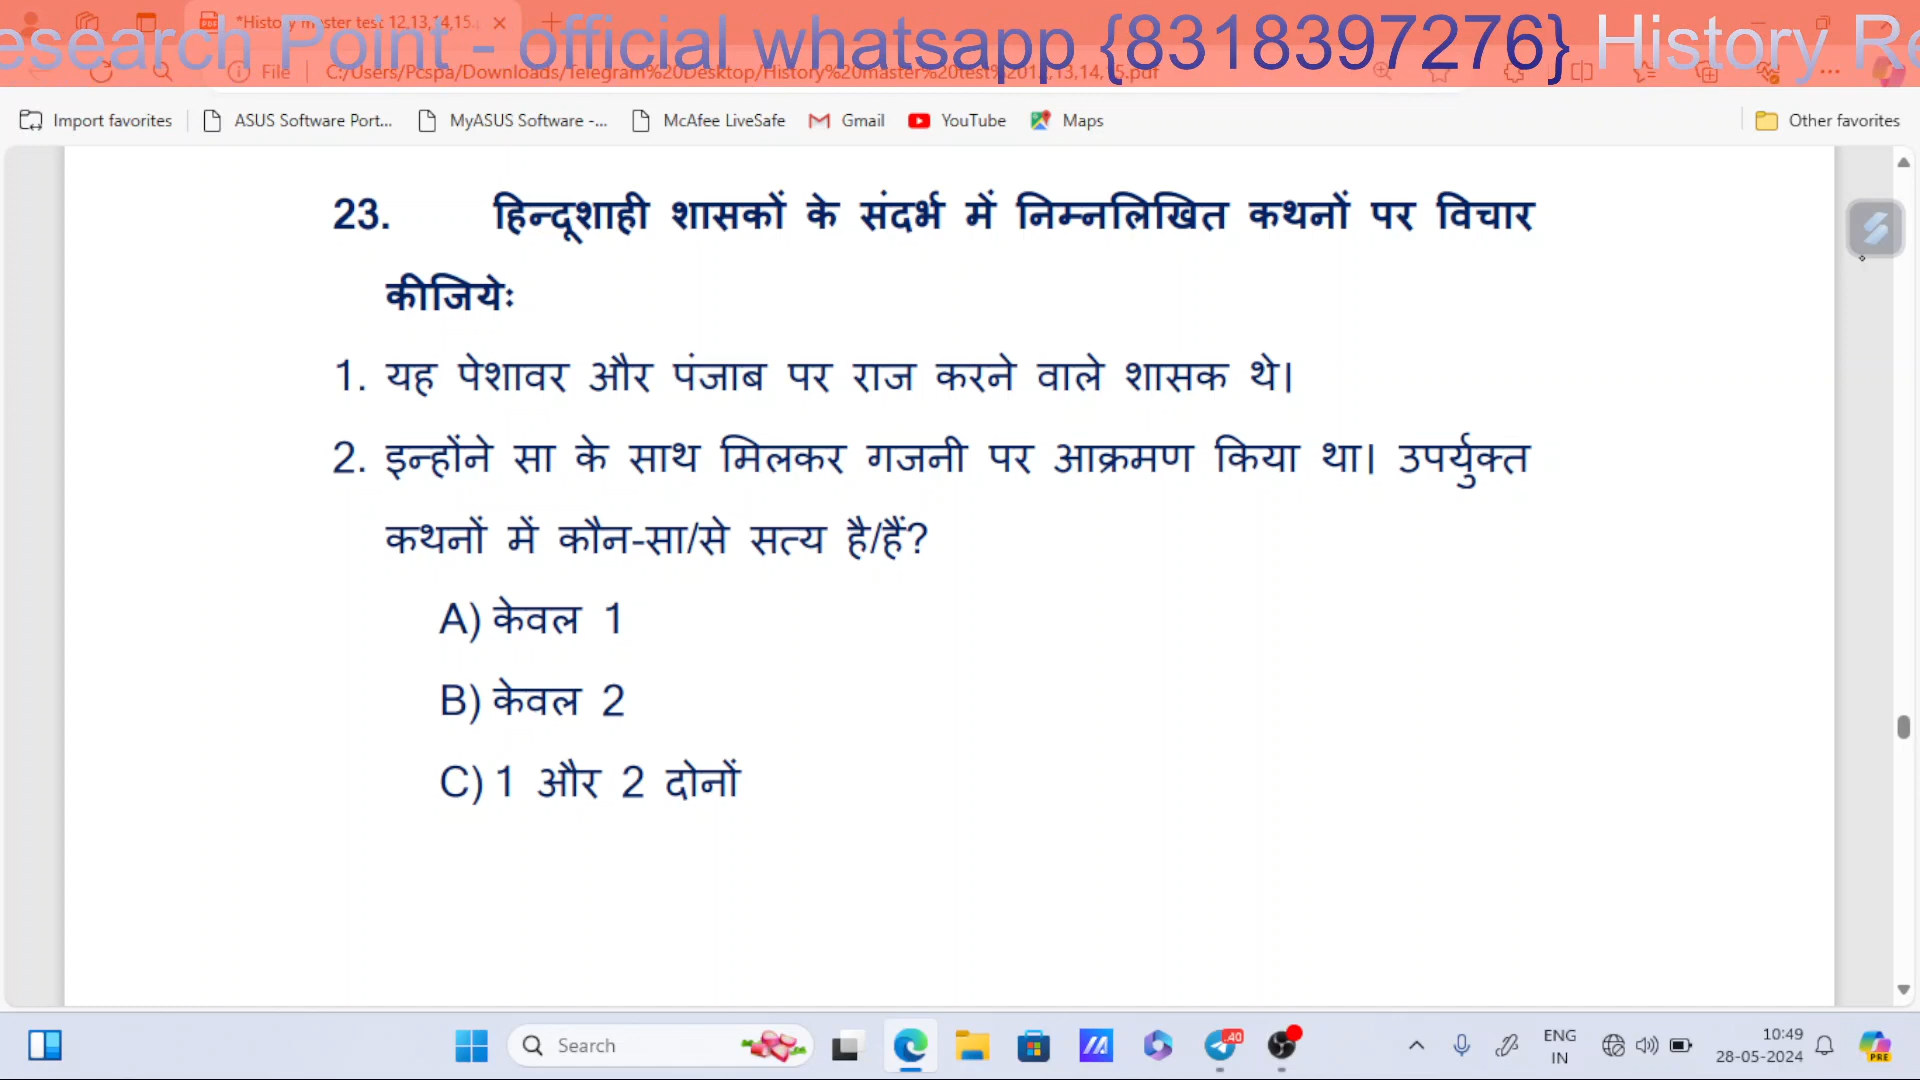 *History master test 12,13,14,15.
esearch Point - official whatsapp {8318397276} History Re
File C:/Users/Pcspa/Downloads/Telegram%20Desktop/History%20master%20test%2012,13,14,15.pdf
Import favorites ASUS Software Port... MyASUS Software -... McAfee LiveSafe Gmail YouTube Maps Other favorites
23. हिन्दूशाही शासकों के संदर्भ में निम्नलिखित कथनों पर विचार
कीजियेः
1. यह पेशावर और पंजाब पर राज करने वाले शासक थे।
2. इन्होंने सा के साथ मिलकर गजनी पर आक्रमण किया था। उपर्युक्त
कथनों में कौन-सा/से सत्य है/हैं?
A) केवल 1
B) केवल 2
C) 1 और 2 दोनों
Search
40
ENG
IN
10:49
28-05-2024
PRE